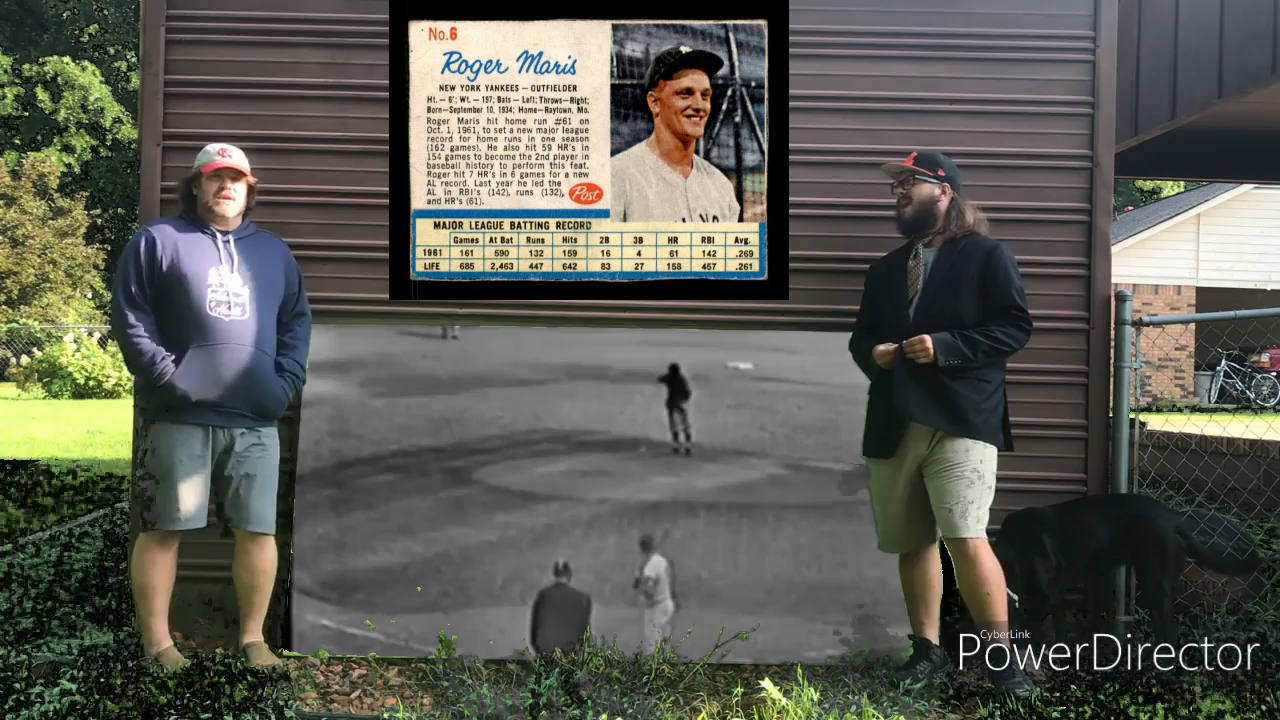 No.6
Roger Maris
NEW YORK YANKEES — OUTFIELDER
Ht. — 6'; Wt. — 197; Bats — Left; Throws—Right;
Born—September 10, 1934; Home—Raytown, Mo.
Roger Maris hit home run #61 on
Oct. 1, 1961, to set a new major league
record for home runs in one season
(162 games). He also hit 59 HR's in
154 games to become the 2nd player in
baseball history to perform this feat.
Roger hit 7 HR's in 6 games for a new
AL record. Last year he led the
AL in RBI's (142), runs (132),
and HR's (61).
Post
MAJOR LEAGUE BATTING RECORD
Games At Bat Runs Hits 2B 3B HR RBI Avg.
1961 161 590 132 159 16 4 61 142 .269
LIFE 685 2,463 447 642 83 27 158 457 .261
CyberLink
PowerDirector